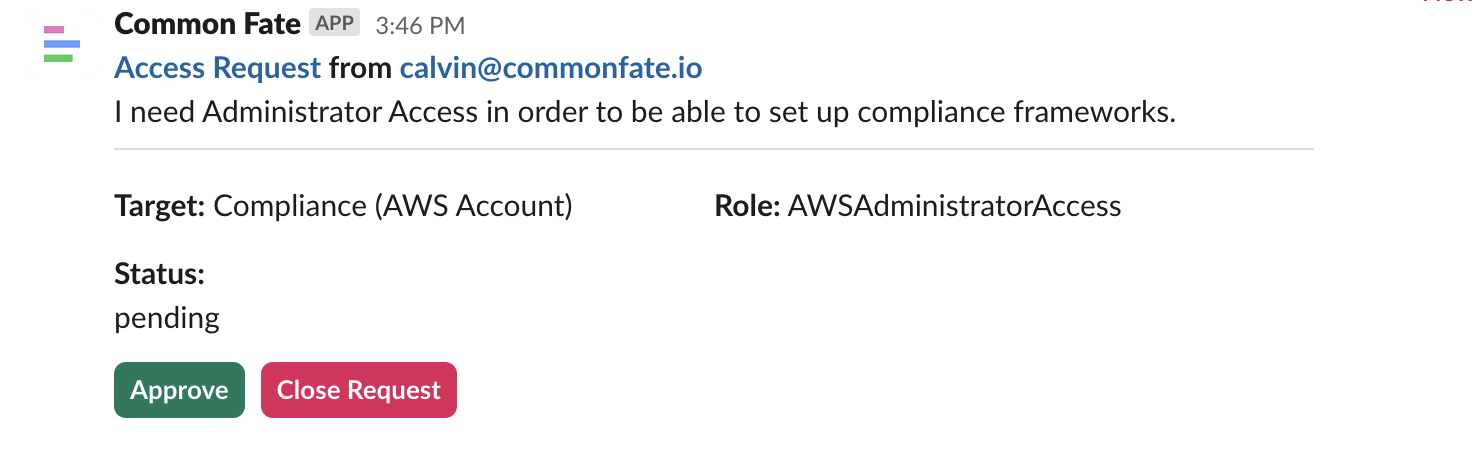 Common Fate APP 3:46 PM
Access Request from calvin@commonfate.io
I need Administrator Access in order to be able to set up compliance frameworks.
Target: Compliance (AWS Account) Role: AWSAdministratorAccess
Status:
pending
Approve Close Request